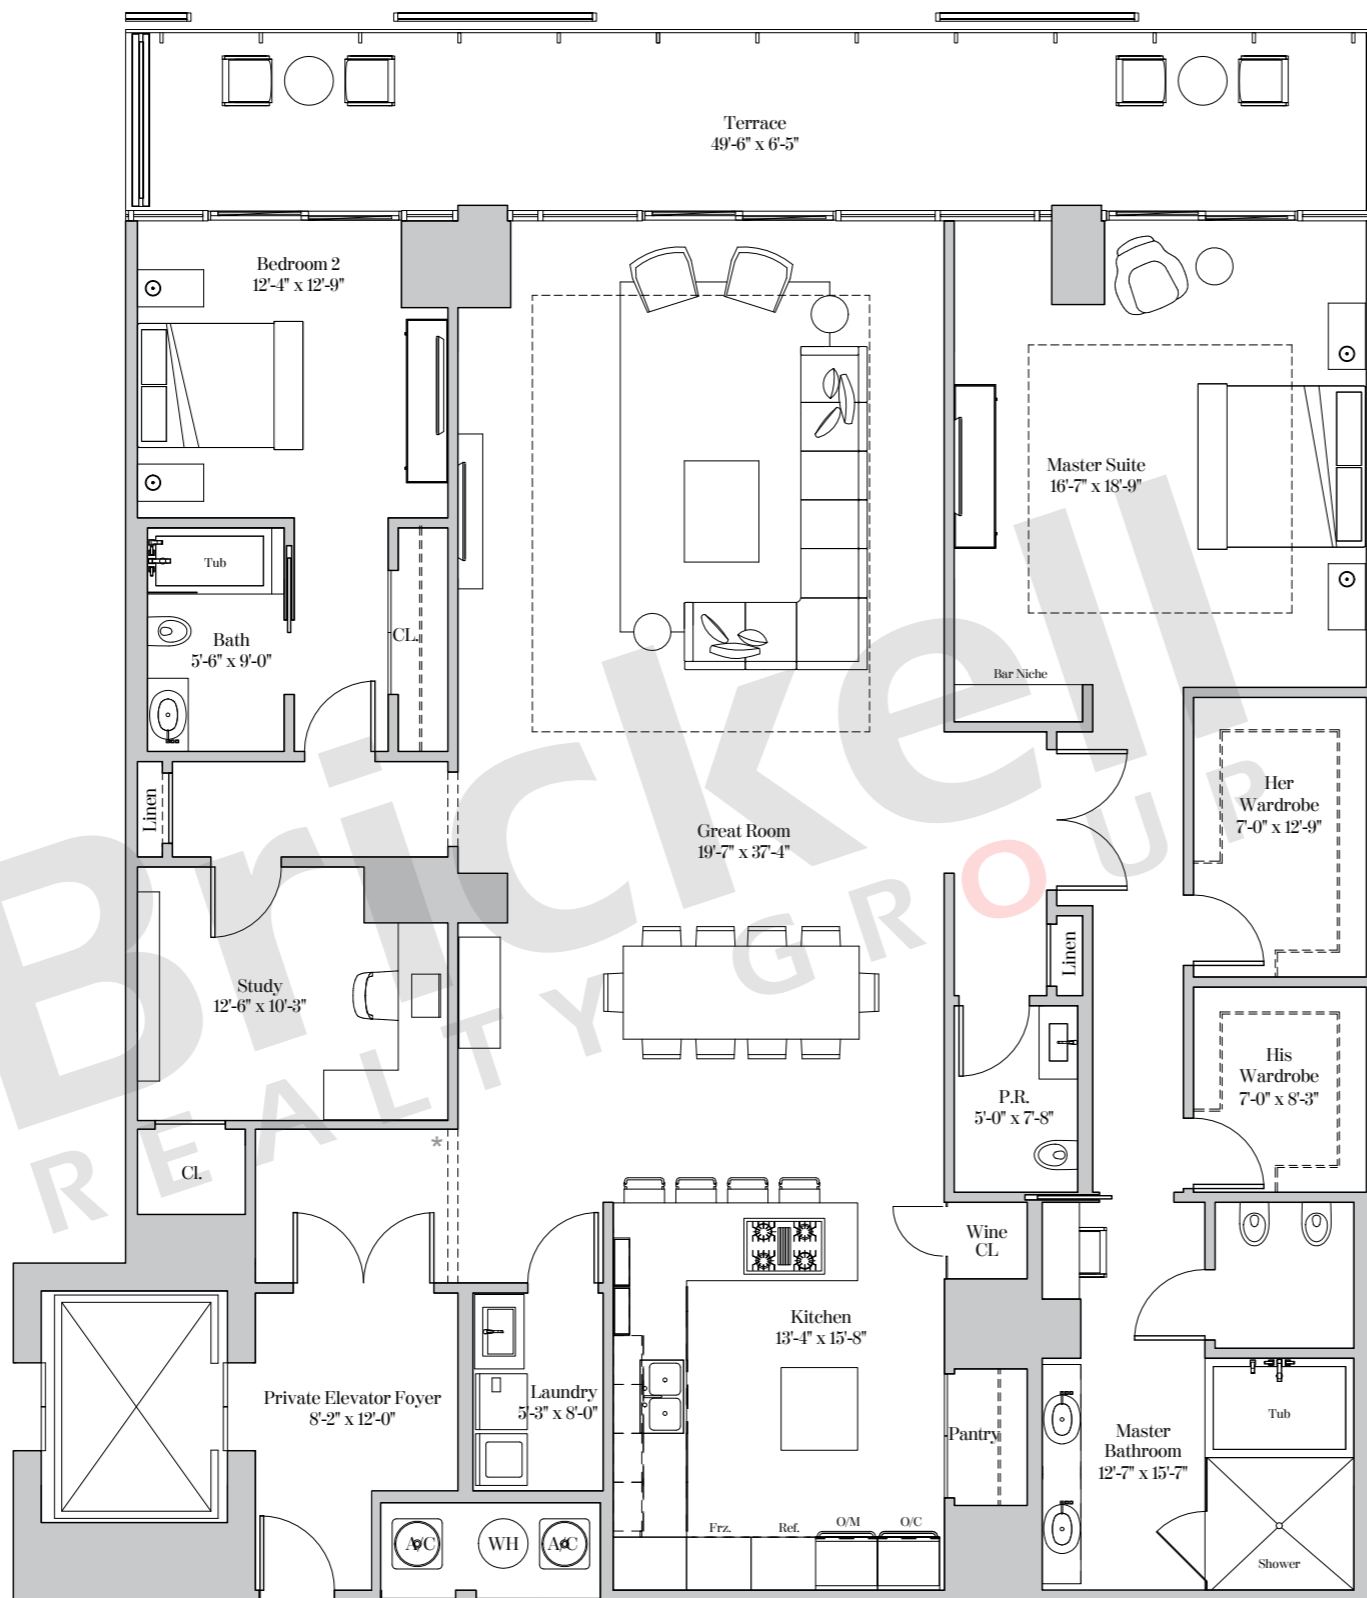 Terrace
49'-6" x 6'-5"
Bedroom 2
12'-4" x 12'-9"
Master Suite
16'-7" x 18'-9"
Tub
Bath
5'-6" x 9'-0"
CL.
Bar Niche
Linen
Great Room
19'-7" x 37'-4"
Her
Wardrobe
7'-0" x 12'-9"
Brickell
REALTY GROUP
Linen
Study
12'-6" x 10'-3"
His
Wardrobe
7'-0" x 8'-3"
P.R.
5'-0" x 7'-8"
*
Cl.
Wine
CL
Kitchen
13'-4" x 15'-8"
Private Elevator Foyer
8'-2" x 12'-0"
Laundry
5'-3" x 8'-0"
Pantry
Master
Bathroom
12'-7" x 15'-7"
Tub
Frz.
Ref.
O/M
O/C
A/C
WH
A/C
Shower